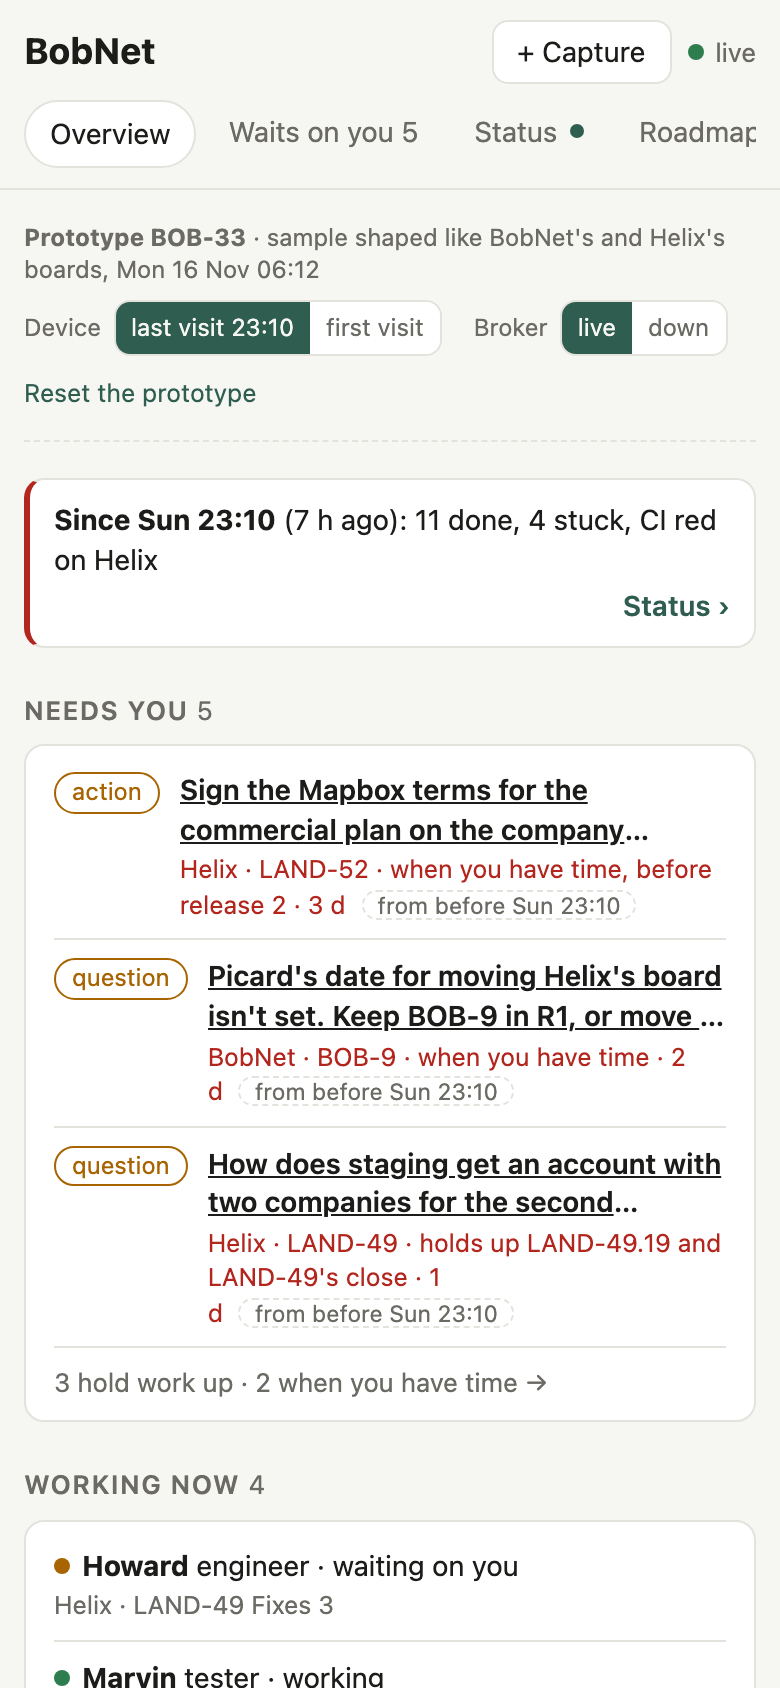 BobNet
+ Capture
live
Overview
Waits on you 5
Status
Roadmap
Prototype BOB-33 · sample shaped like BobNet's and Helix's
boards, Mon 16 Nov 06:12
Device
last visit 23:10
first visit
Broker
live
down
Reset the prototype
Since Sun 23:10 (7 h ago): 11 done, 4 stuck, CI red
on Helix
Status ›
NEEDS YOU 5
action
Sign the Mapbox terms for the
commercial plan on the company...
Helix · LAND-52 · when you have time, before
release 2 · 3 d from before Sun 23:10
question
Picard's date for moving Helix's board
isn't set. Keep BOB-9 in R1, or move ...
BobNet · BOB-9 · when you have time · 2
d from before Sun 23:10
question
How does staging get an account with
two companies for the second...
Helix · LAND-49 · holds up LAND-49.19 and
LAND-49's close · 1
d from before Sun 23:10
3 hold work up · 2 when you have time →
WORKING NOW 4
Howard engineer · waiting on you
Helix · LAND-49 Fixes 3
Marvin tester · working